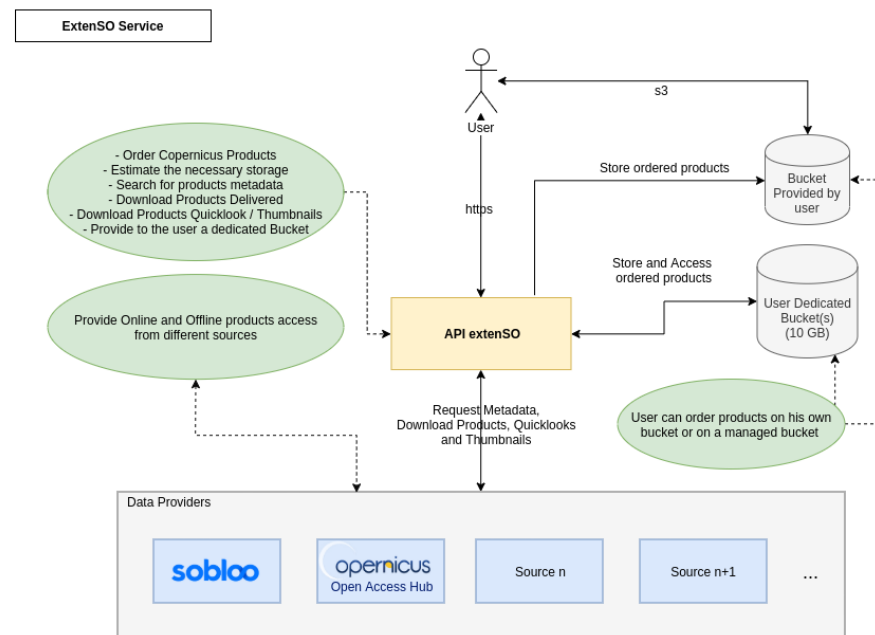 ExtenSO Service
User
s3
- Order Copernicus Products
- Estimate the necessary storage
- Search for products metadata
- Download Products Delivered
- Download Products Quicklook / Thumbnails
- Provide to the user a dedicated Bucket
Store ordered products
Bucket
Provided by
user
https
Store and Access
ordered products
User Dedicated
Bucket(s)
(10 GB)
Provide Online and Offline products access
from different sources
API extenSO
Request Metadata,
Download Products, Quicklooks
and Thumbnails
User can order products on his own
bucket or on a managed bucket
Data Providers
sobloo
opernicus
Open Access Hub
Source n
Source n+1
...